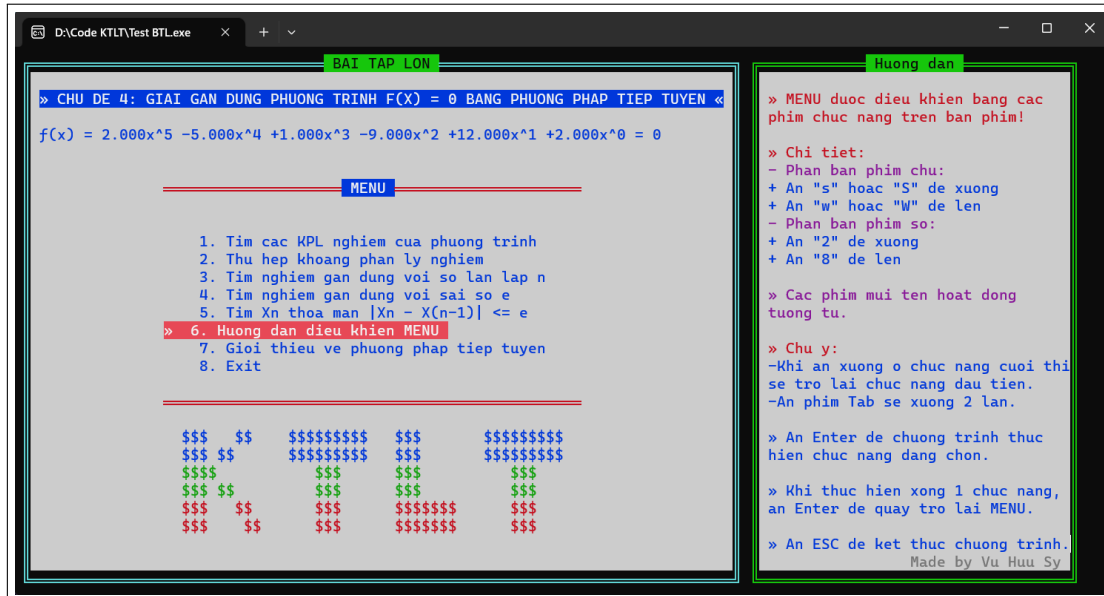 D:\Code KTLT\Test BTL.exe
BAI TAP LON
» CHU DE 4: GIAI GAN DUNG PHUONG TRINH F(X) = 0 BANG PHUONG PHAP TIEP TUYEN «
ƒ(x) = 2.000x^5 -5.000x^4 +1.000x^3 -9.000x^2 +12.000x^1 +2.000x^0 = 0
MENU
1. Tim cac KPL nghiem cua phuong trinh
2. Thu hep khoang phan ly nghiem
3. Tim nghiem gan dung voi so lan lap n
4. Tim nghiem gan dung voi sai so e
5. Tim Xn thoa man |Xn - X(n-1)| <= e
» 6. Huong dan dieu khien MENU
7. Gioi thieu ve phuong phap tiep tuyen
8. Exit
$$$   $$    $$$$$$$$$   $$$       $$$$$$$$$
$$$ $$      $$$$$$$$$   $$$       $$$$$$$$$
$$$$           $$$      $$$          $$$
$$$ $$         $$$      $$$          $$$
$$$   $$       $$$      $$$$$$$      $$$
$$$    $$      $$$      $$$$$$$      $$$
Huong dan
» MENU duoc dieu khien bang cac
phim chuc nang tren ban phim!
» Chi tiet:
- Phan ban phim chu:
+ An "s" hoac "S" de xuong
+ An "w" hoac "W" de len
- Phan ban phim so:
+ An "2" de xuong
+ An "8" de len
» Cac phim mui ten hoat dong
tuong tu.
» Chu y:
-Khi an xuong o chuc nang cuoi thi
se tro lai chuc nang dau tien.
-An phim Tab se xuong 2 lan.
» An Enter de chuong trinh thuc
hien chuc nang dang chon.
» Khi thuc hien xong 1 chuc nang,
an Enter de quay tro lai MENU.
» An ESC de ket thuc chuong trinh.
Made by Vu Huu Sy